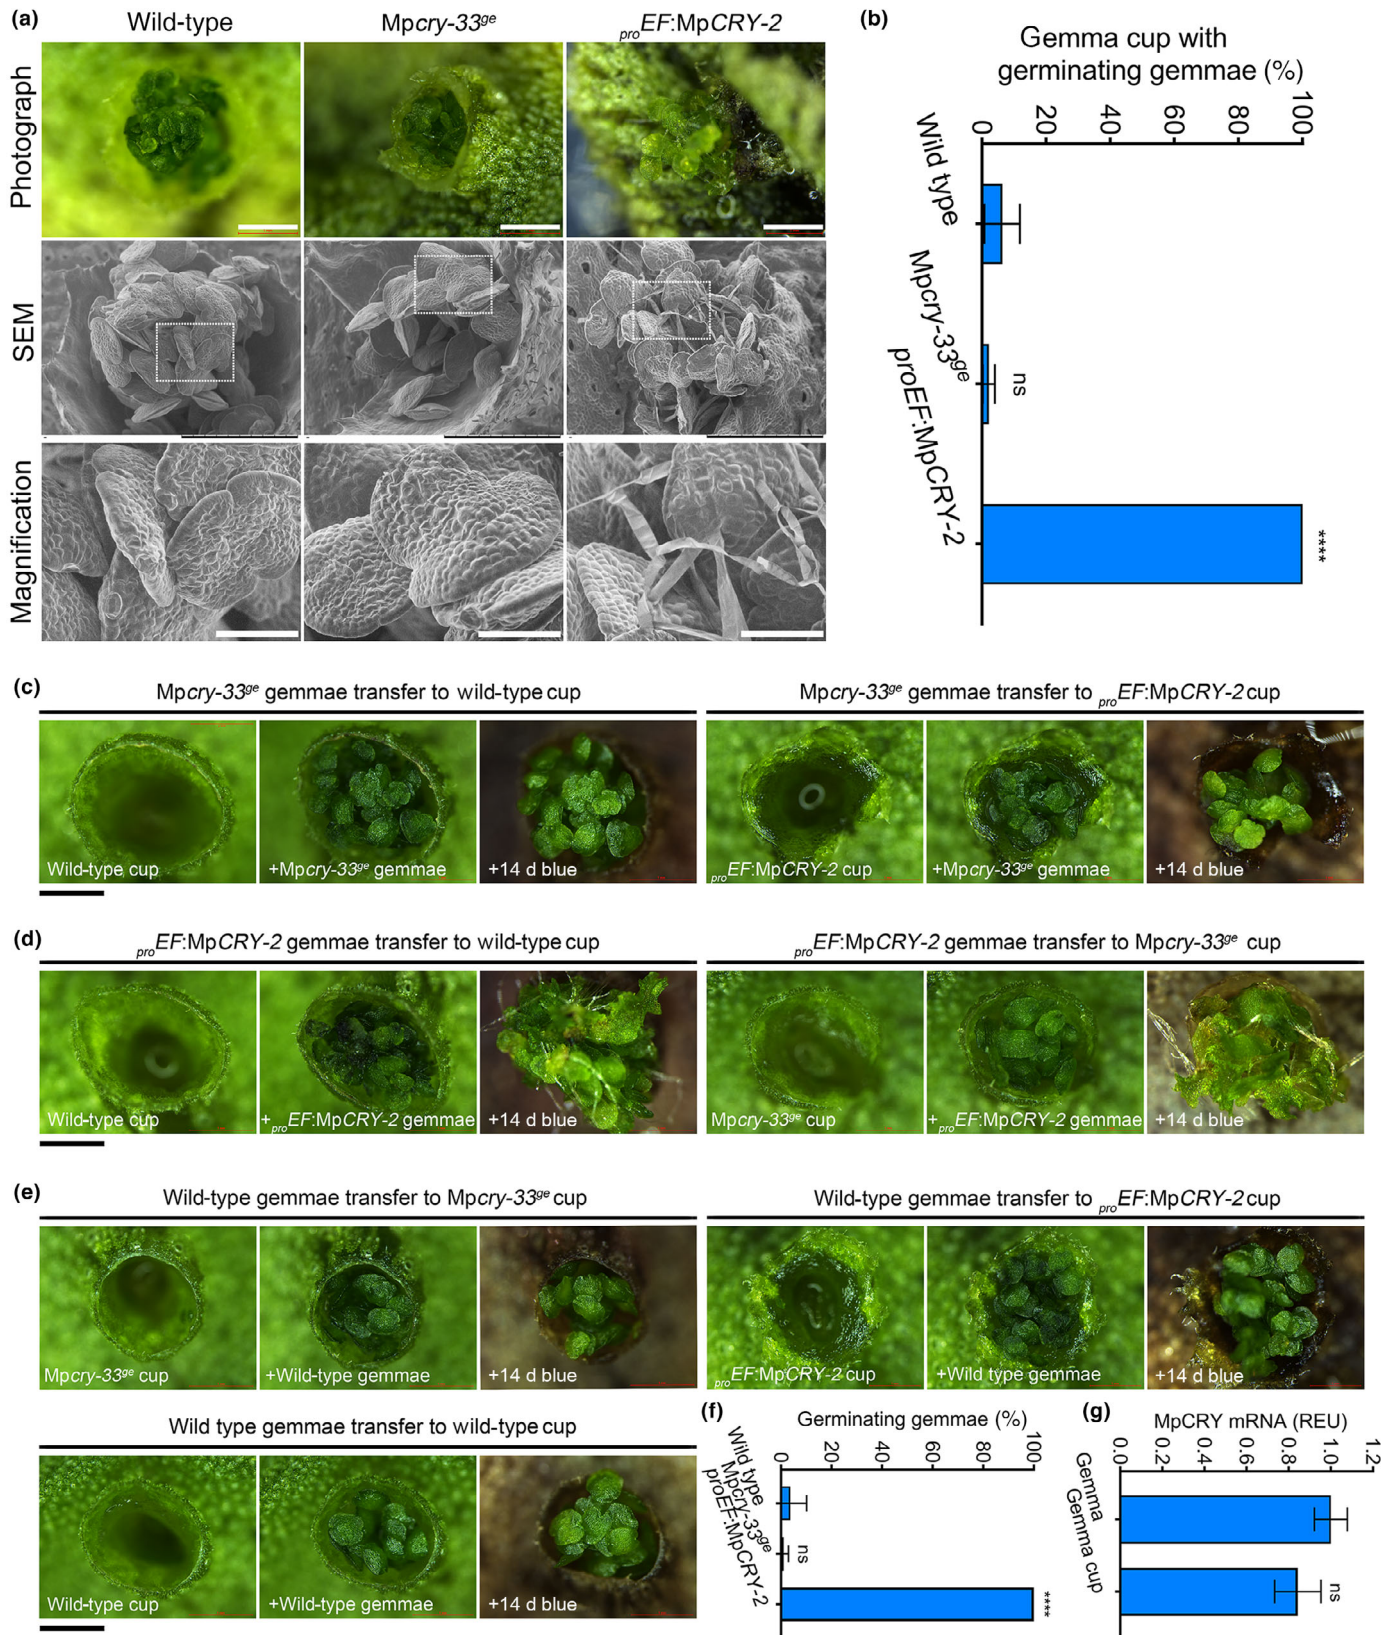 (a)
Wild-type
Mpcry-33ge
proEF:MpCRY-2
Photograph
SEM
Magnification
(b)
Gemma cup with
germinating gemmae (%)
0
20
40
60
80
100
Wild type
Mpcry-33ge
proEF:MpCRY-2
ns
****
(c)
Mpcry-33ge gemmae transfer to wild-type cup
Mpcry-33ge gemmae transfer to proEF:MpCRY-2 cup
Wild-type cup
+Mpcry-33ge gemmae
+14 d blue
proEF:MpCRY-2 cup
+Mpcry-33ge gemmae
+14 d blue
(d)
proEF:MpCRY-2 gemmae transfer to wild-type cup
proEF:MpCRY-2 gemmae transfer to Mpcry-33ge cup
Wild-type cup
+proEF:MpCRY-2 gemmae
+14 d blue
Mpcry-33ge cup
+proEF:MpCRY-2 gemmae
+14 d blue
(e)
Wild-type gemmae transfer to Mpcry-33ge cup
Wild-type gemmae transfer to proEF:MpCRY-2 cup
Mpcry-33ge cup
+Wild-type gemmae
+14 d blue
proEF:MpCRY-2 cup
+Wild type gemmae
+14 d blue
Wild type gemmae transfer to wild-type cup
Wild-type cup
+Wild-type gemmae
+14 d blue
(f)
Germinating gemmae (%)
0
20
40
60
80
100
Wild type
Mpcry-33ge
proEF:MpCRY-2
ns
****
(g)
MpCRY mRNA (REU)
0.0
0.2
0.4
0.6
0.8
1.0
1.2
Gemma
Gemma cup
ns